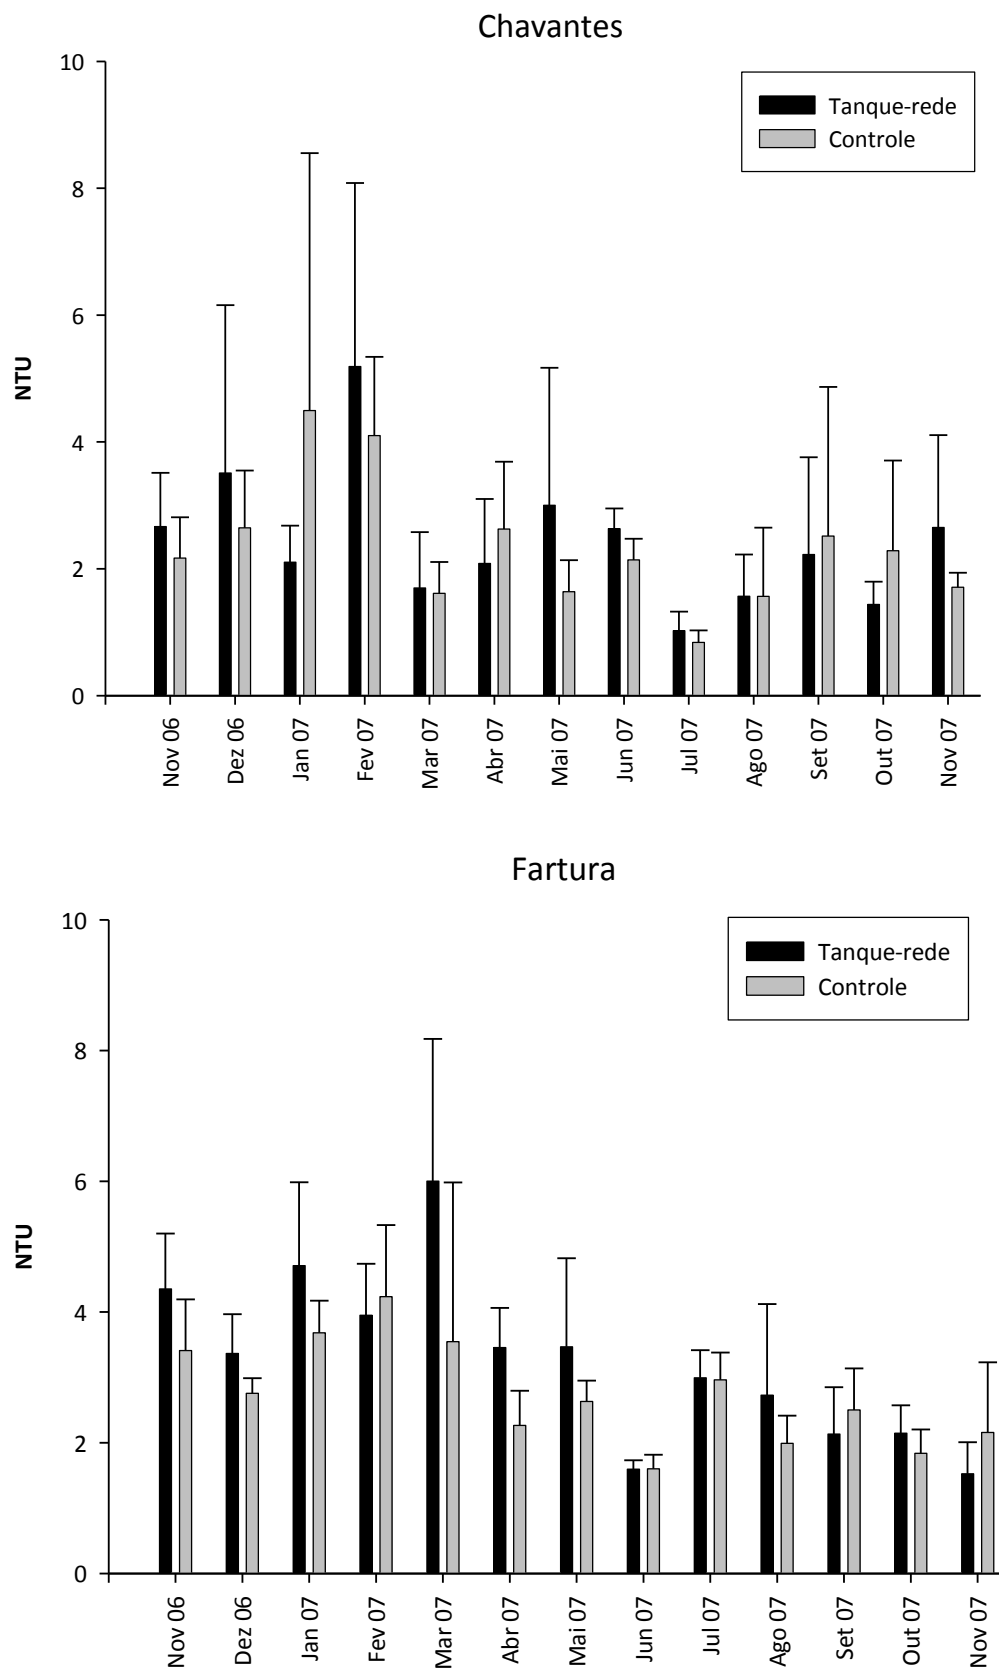 Chavantes
10
8
6
4
2
0
NTU
Tanque-rede
Controle
Nov 06
Dez 06
Jan 07
Fev 07
Mar 07
Abr 07
Mai 07
Jun 07
Jul 07
Ago 07
Set 07
Out 07
Nov 07
Fartura
10
8
6
4
2
0
NTU
Tanque-rede
Controle
Nov 06
Dez 06
Jan 07
Fev 07
Mar 07
Abr 07
Mai 07
Jun 07
Jul 07
Ago 07
Set 07
Out 07
Nov 07